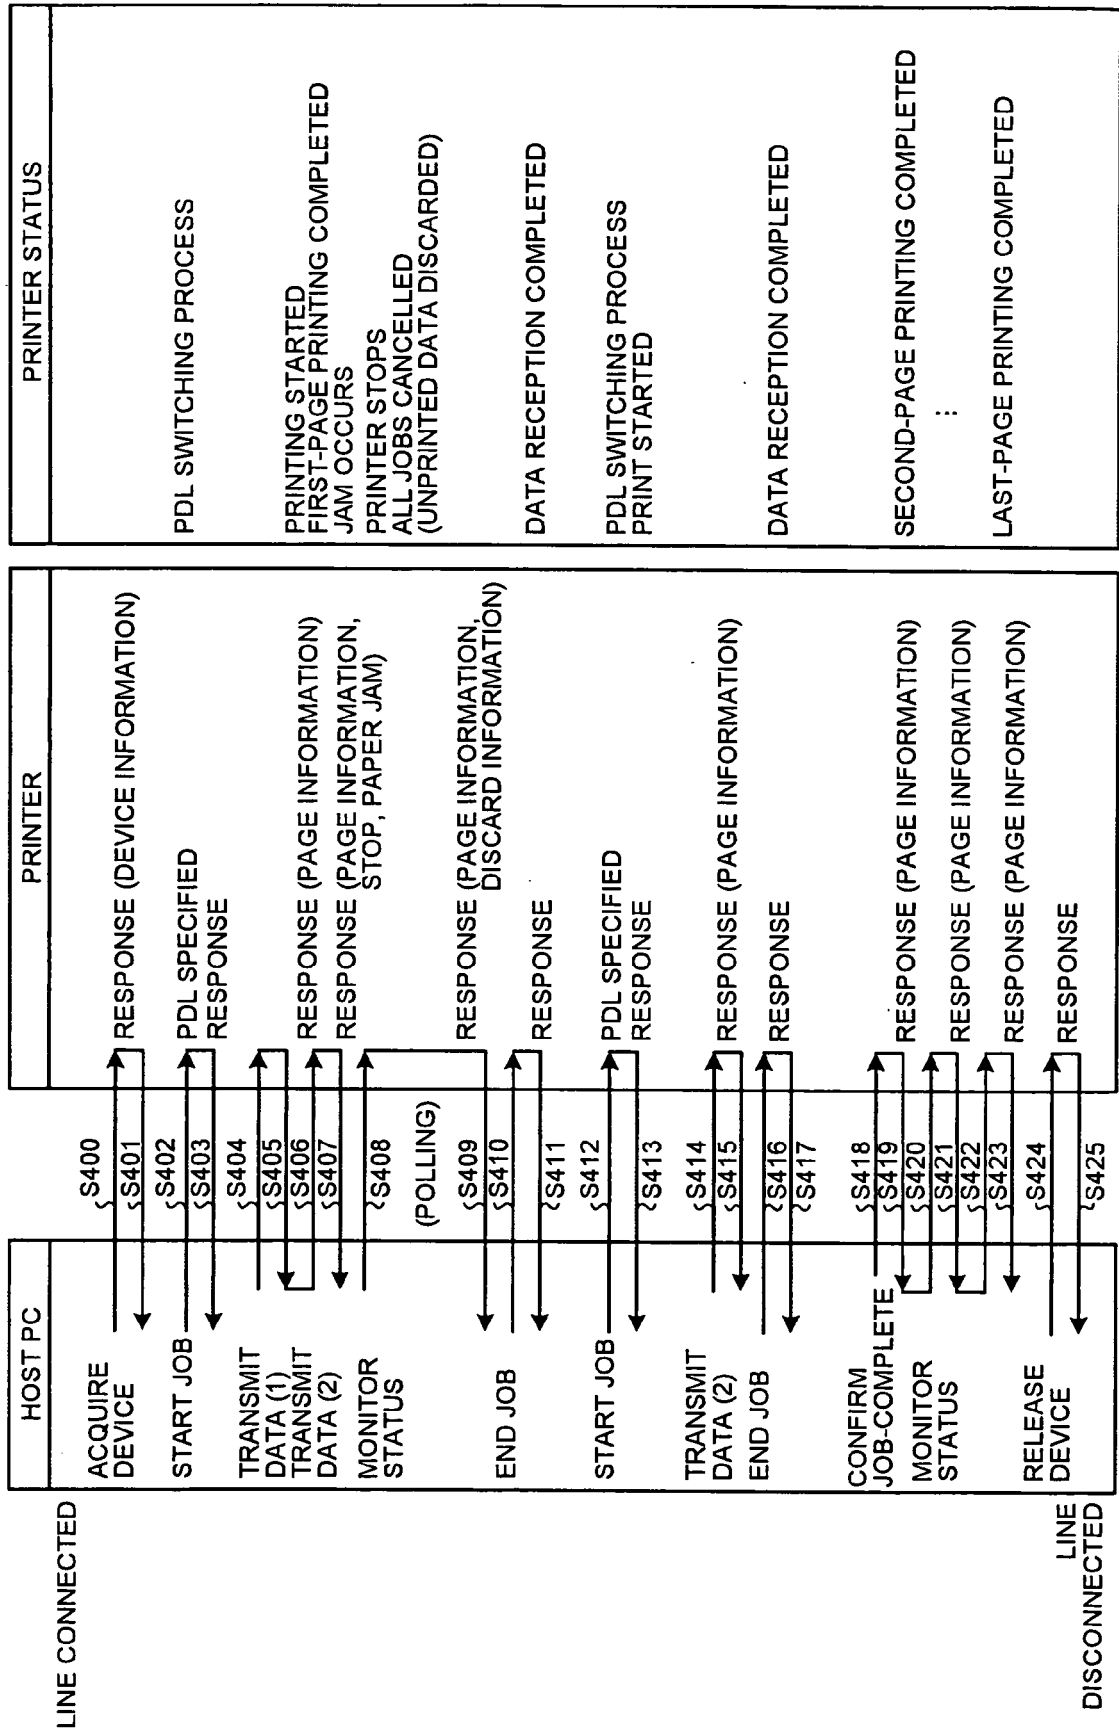 LINE CONNECTED
LINE
DISCONNECTED
HOST PC
ACQUIRE
DEVICE
START JOB
TRANSMIT
DATA (1)
TRANSMIT
DATA (2)
MONITOR
STATUS
END JOB
START JOB
TRANSMIT
DATA (2)
END JOB
CONFIRM
JOB-COMPLETE
MONITOR
STATUS
RELEASE
DEVICE
S400
S401
S402
S403
S404
S405
S406
S407
S408
(POLLING)
S409
S410
S411
S412
S413
S414
S415
S416
S417
S418
S419
S420
S421
S422
S423
S424
S425
PRINTER
RESPONSE (DEVICE INFORMATION)
PDL SPECIFIED
RESPONSE
RESPONSE (PAGE INFORMATION)
RESPONSE (PAGE INFORMATION,
STOP, PAPER JAM)
RESPONSE (PAGE INFORMATION,
DISCARD INFORMATION)
RESPONSE
PDL SPECIFIED
RESPONSE
RESPONSE (PAGE INFORMATION)
RESPONSE
RESPONSE (PAGE INFORMATION)
RESPONSE (PAGE INFORMATION)
RESPONSE (PAGE INFORMATION)
RESPONSE
PRINTER STATUS
PDL SWITCHING PROCESS
PRINTING STARTED
FIRST-PAGE PRINTING COMPLETED
JAM OCCURS
PRINTER STOPS
ALL JOBS CANCELLED
(UNPRINTED DATA DISCARDED)
DATA RECEPTION COMPLETED
PDL SWITCHING PROCESS
PRINT STARTED
DATA RECEPTION COMPLETED
SECOND-PAGE PRINTING COMPLETED
...
LAST-PAGE PRINTING COMPLETED